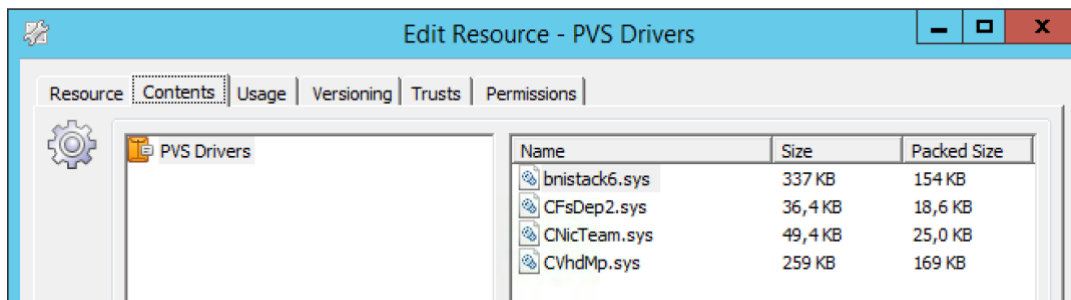 Edit Resource - PVS Drivers
Resource Contents Usage Versioning Trusts Permissions
PVS Drivers
Name Size Packed Size
bnistack6.sys 337 KB 154 KB
CFsDep2.sys 36,4 KB 18,6 KB
CNicTeam.sys 49,4 KB 25,0 KB
CVhdMp.sys 259 KB 169 KB